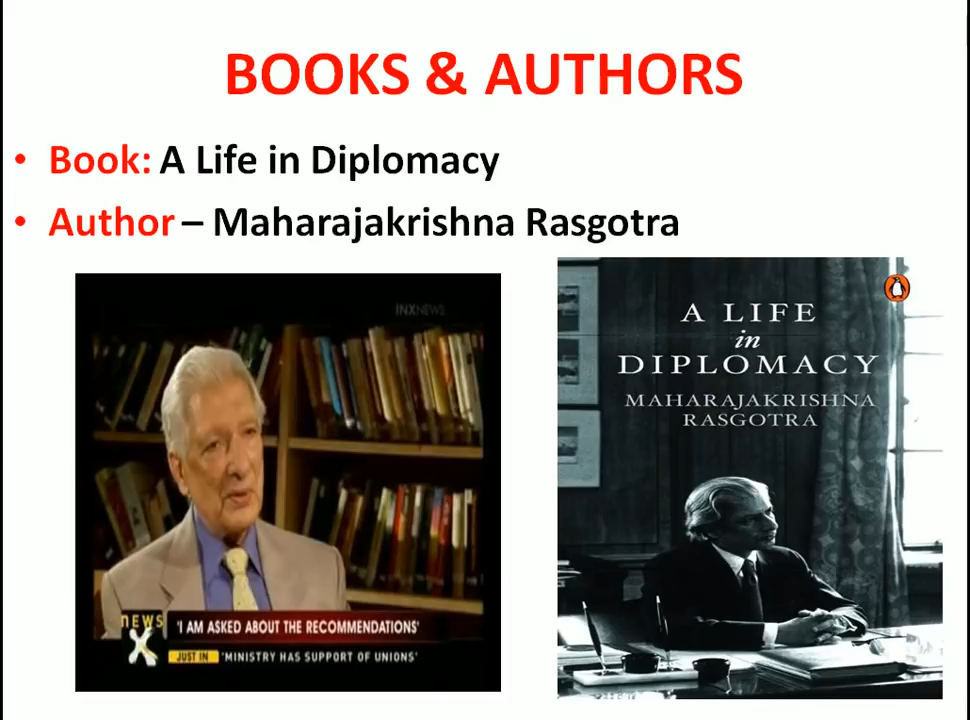 BOOKS & AUTHORS
• Book: A Life in Diplomacy
• Author – Maharajakrishna Rasgotra
INXNEWS
NEWS
X
'I AM ASKED ABOUT THE RECOMMENDATIONS'
JUST IN 'MINISTRY HAS SUPPORT OF UNIONS'
A LIFE
in
DIPLOMACY
MAHARAJAKRISHNA
RASGOTRA